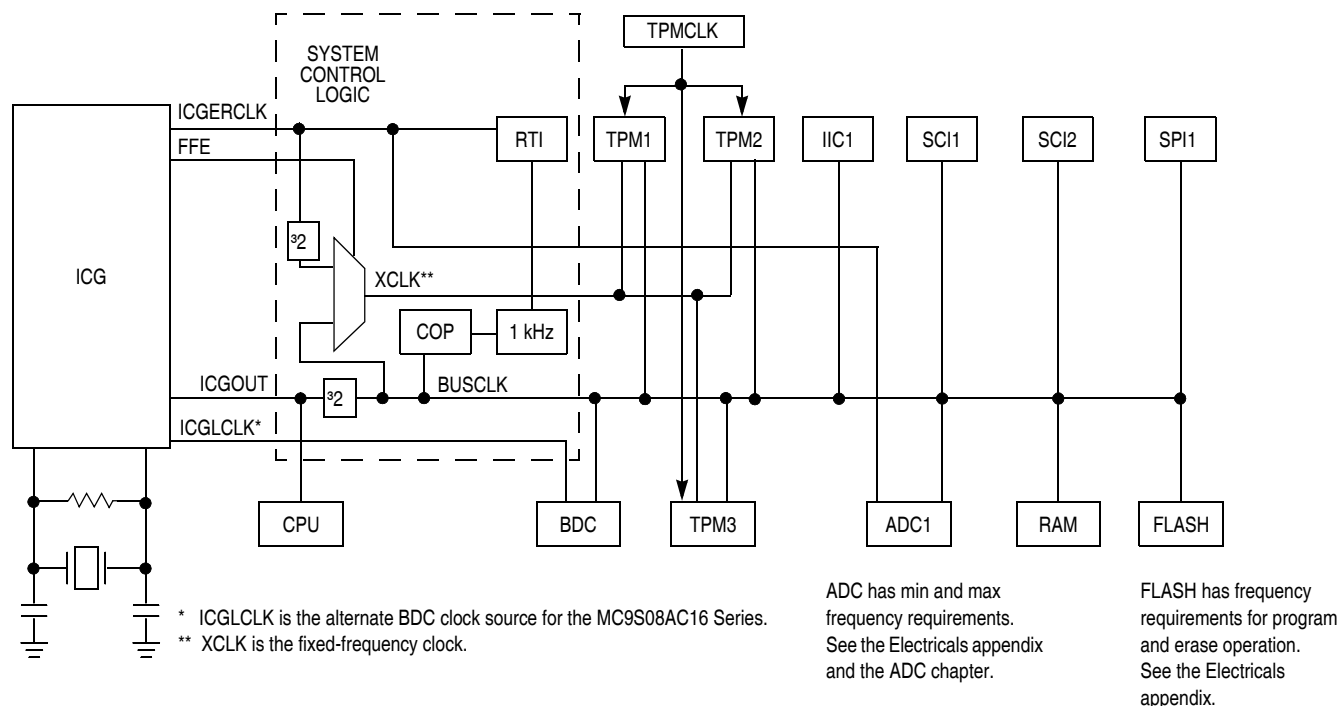 TPMCLK
SYSTEM
CONTROL
LOGIC
ICG
ICGERCLK
FFE
RTI
TPM1
TPM2
IIC1
SCI1
SCI2
SPI1
³2
XCLK**
COP
1 kHz
ICGOUT
³2
BUSCLK
ICGLCLK*
CPU
BDC
TPM3
ADC1
RAM
FLASH
* ICGLCLK is the alternate BDC clock source for the MC9S08AC16 Series.
** XCLK is the fixed-frequency clock.
ADC has min and max
frequency requirements.
See the Electricals appendix
and the ADC chapter.
FLASH has frequency
requirements for program
and erase operation.
See the Electricals
appendix.